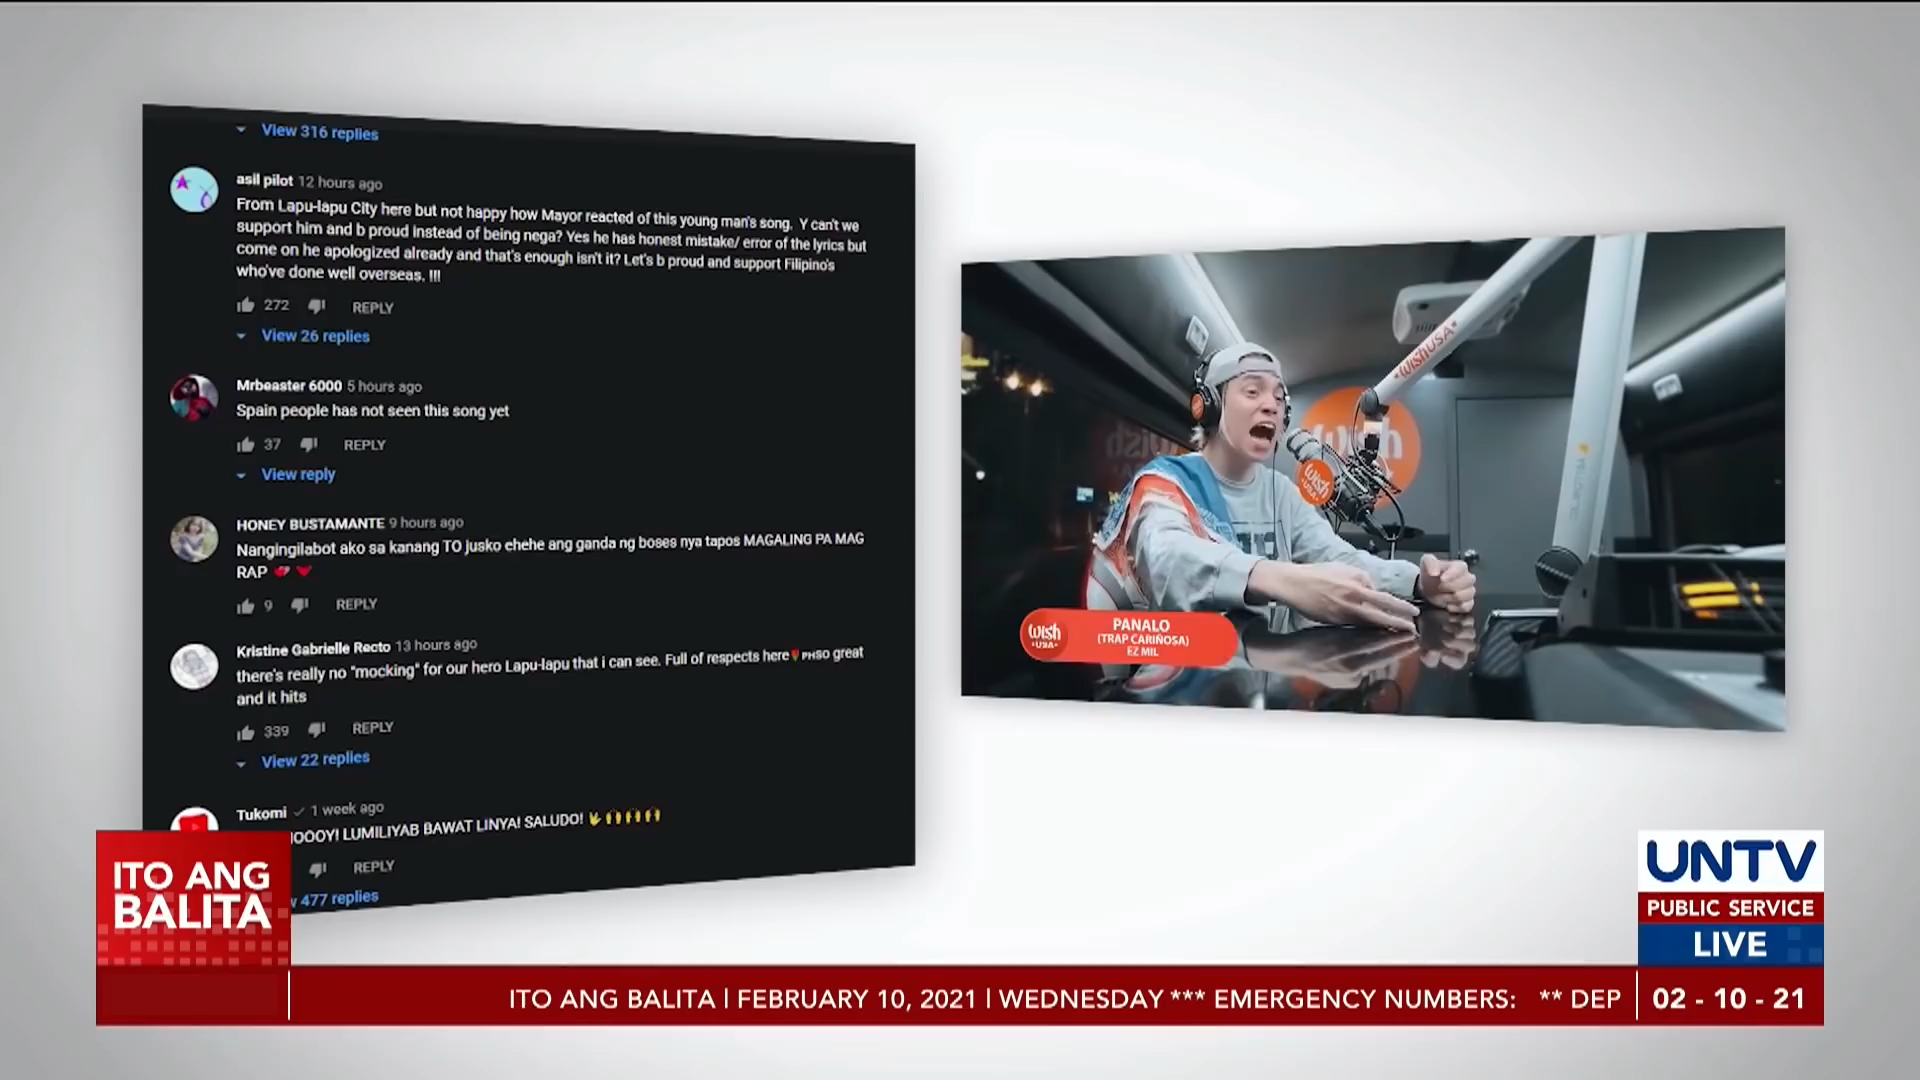 View 316 replies
asil pilot 12 hours ago
From Lapu-lapu City here but not happy how Mayor reacted of this young man's song. Y can't we
support him and b proud instead of being nega? Yes he has honest mistake/ error of the lyrics but
come on he apologized already and that's enough isn't it? Let's b proud and support Filipino's
who've done well overseas. !!!
272 REPLY
View 26 replies
Mrbeaster 6000 5 hours ago
Spain people has not seen this song yet
37 REPLY
View reply
HONEY BUSTAMANTE 9 hours ago
Nangingilabot ako sa kanang TO jusko ehehe ang ganda ng boses nya tapos MAGALING PA MAG
RAP
9 REPLY
Kristine Gabrielle Recto 13 hours ago
there's really no "mocking" for our hero Lapu-lapu that i can see. Full of respects here PH so great
and it hits
339 REPLY
View 22 replies
Tukomi 1 week ago
OOOY! LUMILIYAB BAWAT LINYA! SALUDO!
REPLY
477 replies
wish USA
wish
wish
USA
wish
USA
PANALO
(TRAP CARIÑOSA)
EZ MIL
ITO ANG
BALITA
UNTV
PUBLIC SERVICE
LIVE
ITO ANG BALITA | FEBRUARY 10, 2021 | WEDNESDAY *** EMERGENCY NUMBERS: ** DEP
02 - 10 - 21